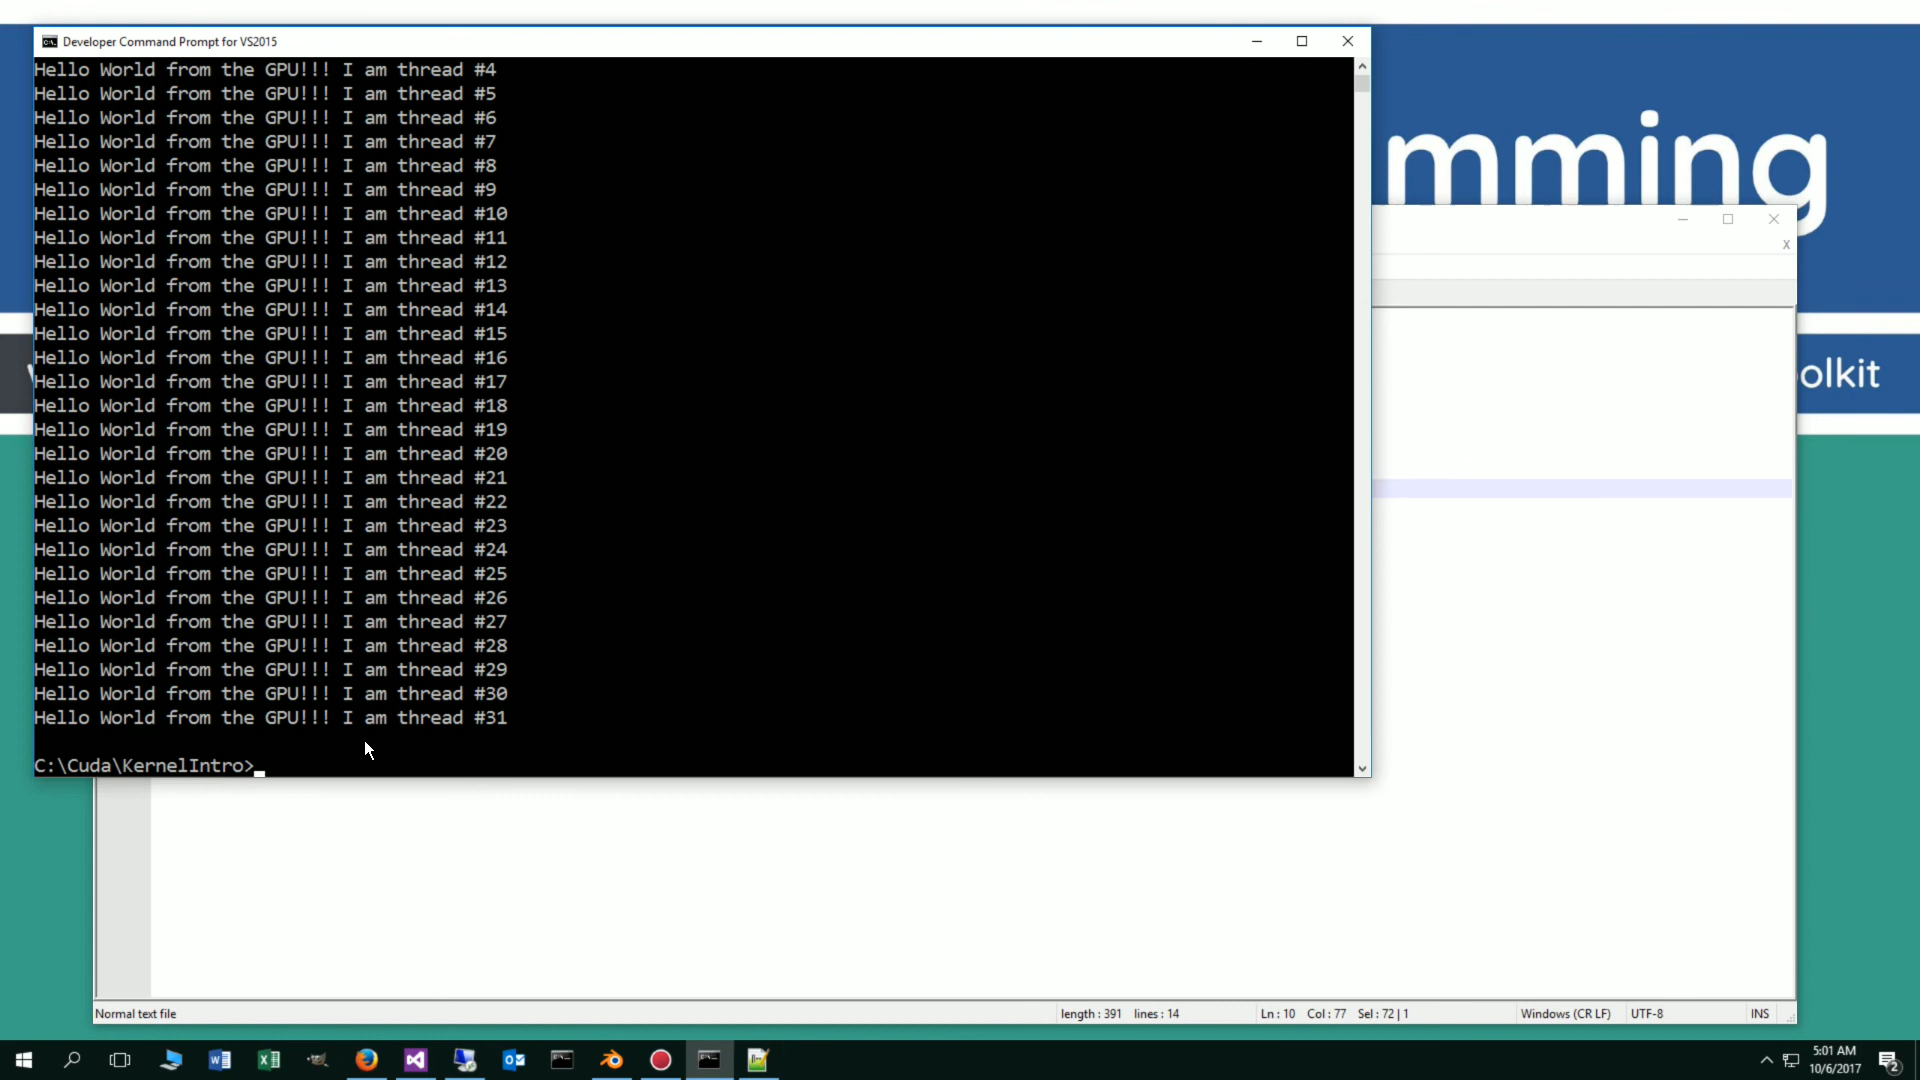 Developer Command Prompt for VS2015
Hello World from the GPU!!! I am thread #4
Hello World from the GPU!!! I am thread #5
Hello World from the GPU!!! I am thread #6
Hello World from the GPU!!! I am thread #7
Hello World from the GPU!!! I am thread #8
Hello World from the GPU!!! I am thread #9
Hello World from the GPU!!! I am thread #10
Hello World from the GPU!!! I am thread #11
Hello World from the GPU!!! I am thread #12
Hello World from the GPU!!! I am thread #13
Hello World from the GPU!!! I am thread #14
Hello World from the GPU!!! I am thread #15
Hello World from the GPU!!! I am thread #16
Hello World from the GPU!!! I am thread #17
Hello World from the GPU!!! I am thread #18
Hello World from the GPU!!! I am thread #19
Hello World from the GPU!!! I am thread #20
Hello World from the GPU!!! I am thread #21
Hello World from the GPU!!! I am thread #22
Hello World from the GPU!!! I am thread #23
Hello World from the GPU!!! I am thread #24
Hello World from the GPU!!! I am thread #25
Hello World from the GPU!!! I am thread #26
Hello World from the GPU!!! I am thread #27
Hello World from the GPU!!! I am thread #28
Hello World from the GPU!!! I am thread #29
Hello World from the GPU!!! I am thread #30
Hello World from the GPU!!! I am thread #31
C:\Cuda\KernelIntro>
mming
olkit
Normal text file length : 391 lines : 14 Ln : 10 Col : 77 Sel : 72 | 1 Windows (CR LF) UTF-8 INS
5:01 AM
10/6/2017
2